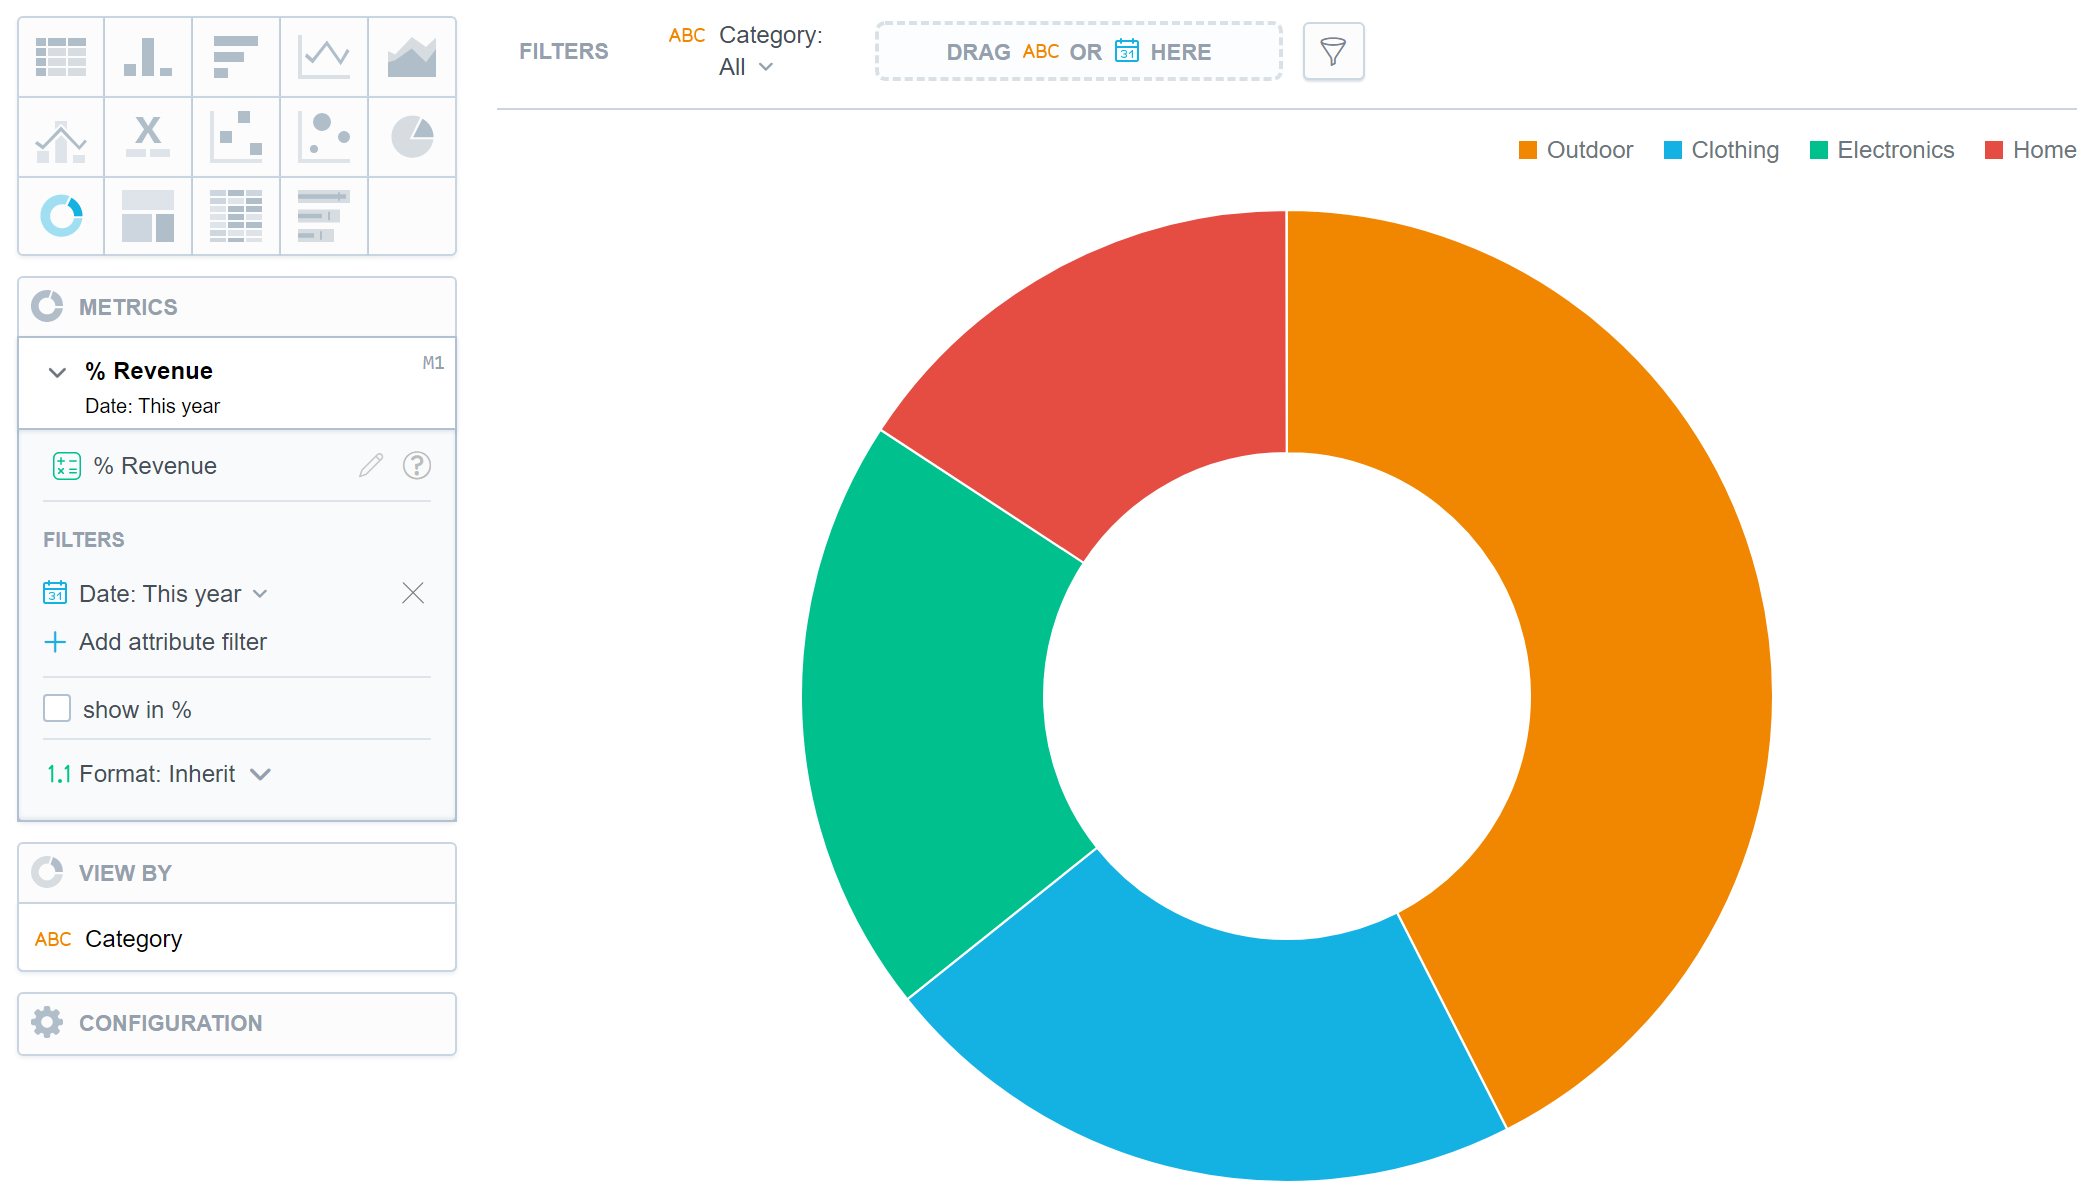 X
METRICS
% Revenue
M1
Date: This year
% Revenue
?
FILTERS
31
Date: This year
Add attribute filter
show in %
1.1 Format: Inherit
VIEW BY
ABC Category
CONFIGURATION
FILTERS
ABC Category:
All
DRAG ABC OR 31 HERE
Outdoor Clothing Electronics Home